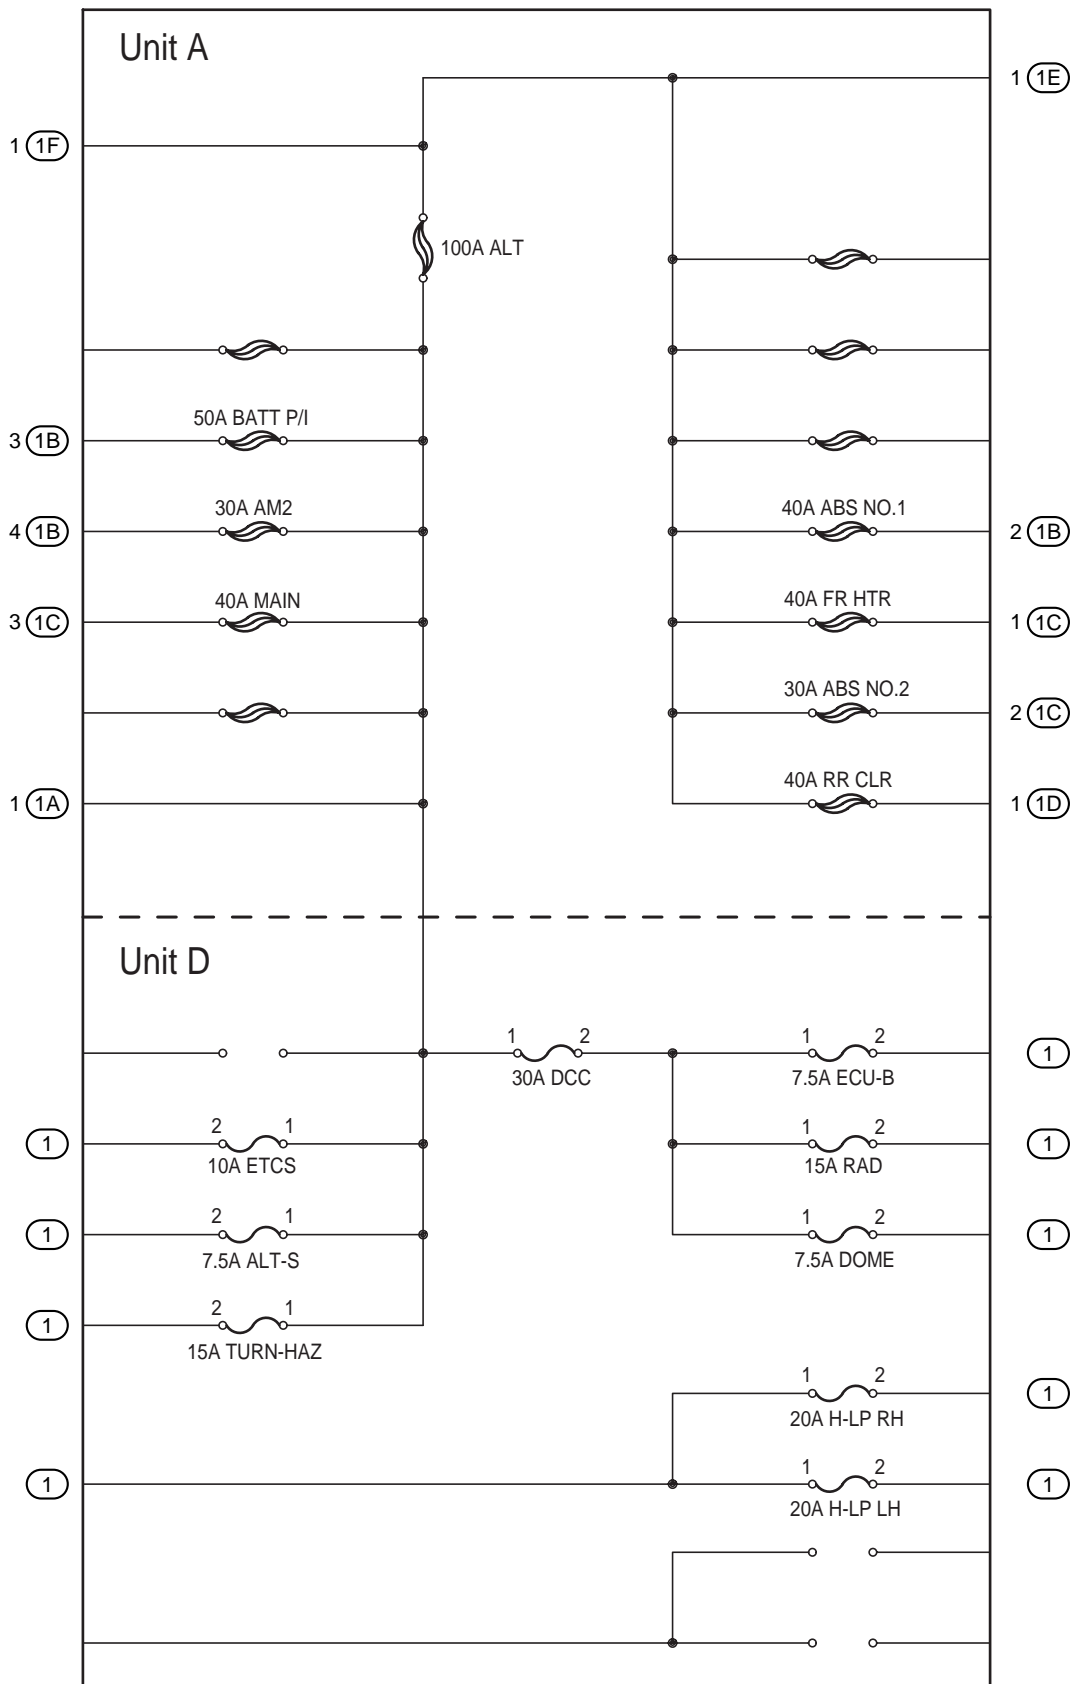 Unit A
1 1E
1 1F
100A ALT
50A BATT P/I
3 1B
30A AM2
40A ABS NO.1
4 1B
2 1B
40A MAIN
40A FR HTR
3 1C
1 1C
30A ABS NO.2
2 1C
40A RR CLR
1 1A
1 1D
Unit D
1 2
1 2
30A DCC
7.5A ECU-B
1
2 1
1 2
1
10A ETCS
15A RAD
1
2 1
1 2
1
7.5A ALT-S
7.5A DOME
1
2 1
1
15A TURN-HAZ
1 2
20A H-LP RH
1
1 2
1
20A H-LP LH
1